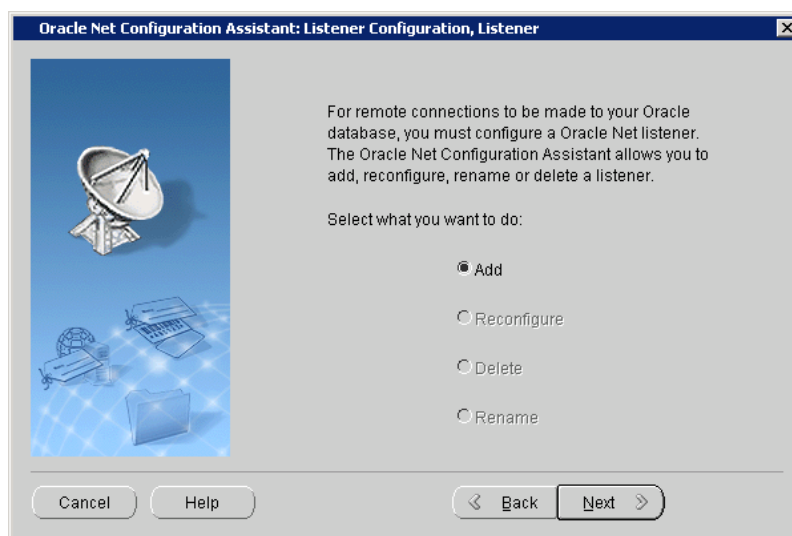 Oracle Net Configuration Assistant: Listener Configuration, Listener
For remote connections to be made to your Oracle
database, you must configure a Oracle Net listener.
The Oracle Net Configuration Assistant allows you to
add, reconfigure, rename or delete a listener.
Select what you want to do:
Add
Reconfigure
Delete
Rename
Cancel
Help
Back
Next